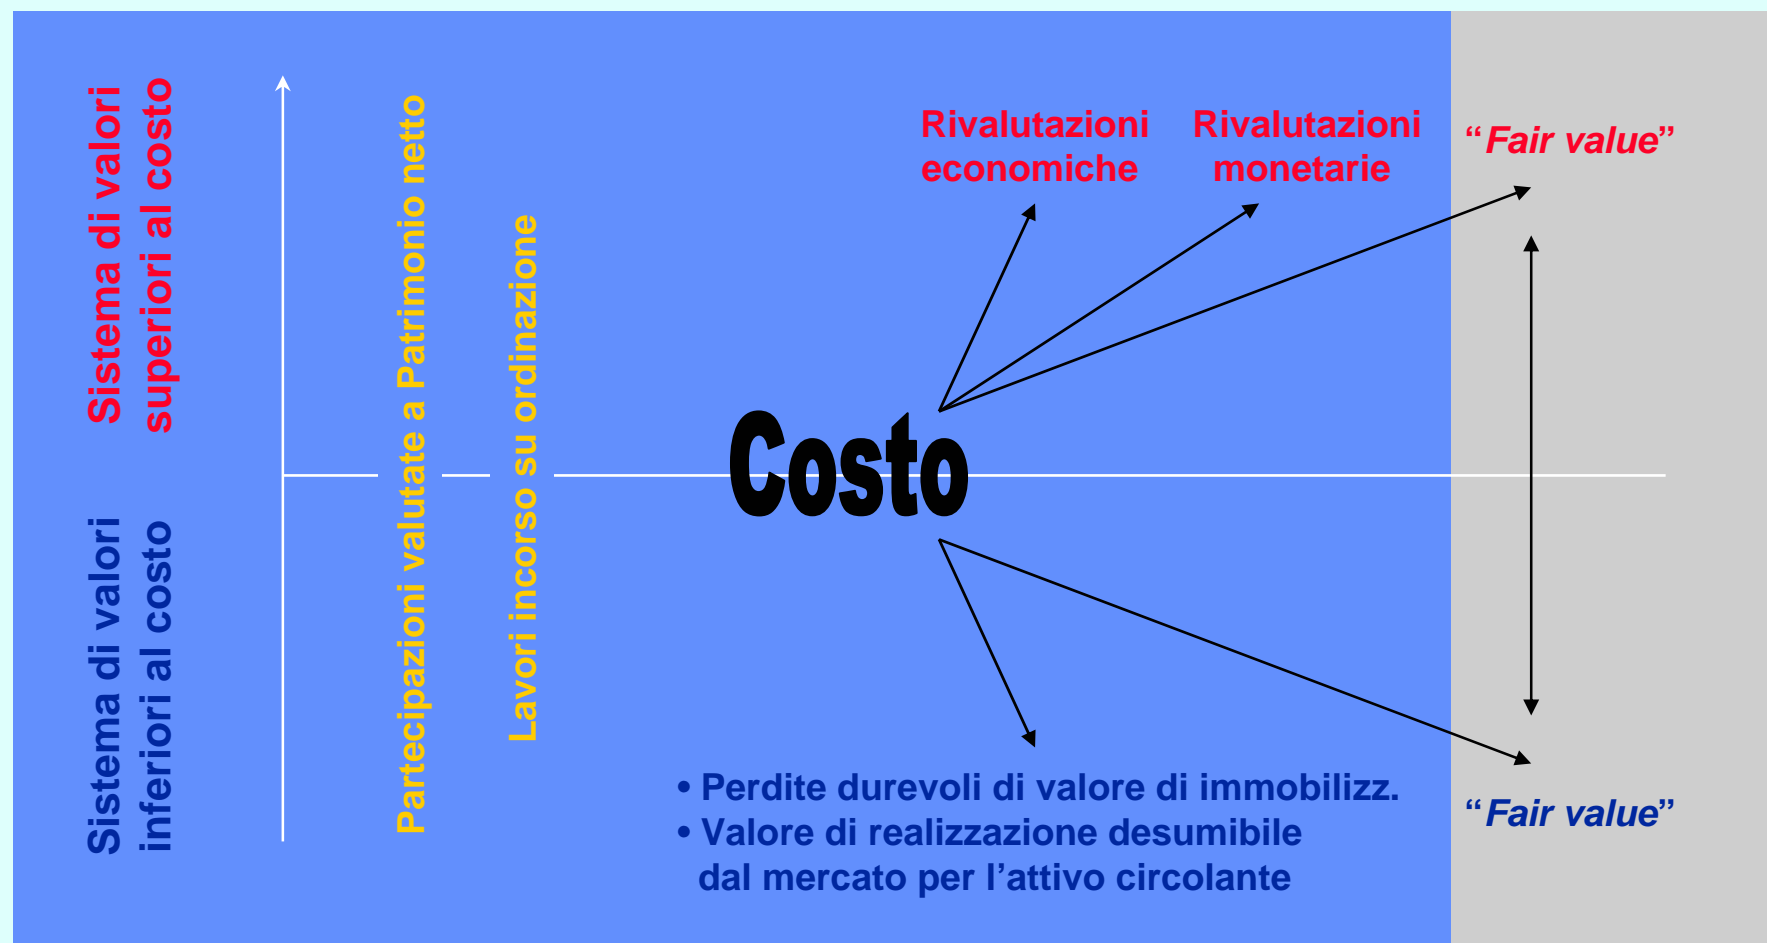 Sistema di valori
superiori al costo
Sistema di valori
inferiori al costo
Partecipazioni valutate a Patrimonio netto
Lavori incorso su ordinazione
Rivalutazioni
economiche
Rivalutazioni
monetarie
“Fair value”
Costo
• Perdite durevoli di valore di immobilizz.
• Valore di realizzazione desumibile
dal mercato per l’attivo circolante
“Fair value”